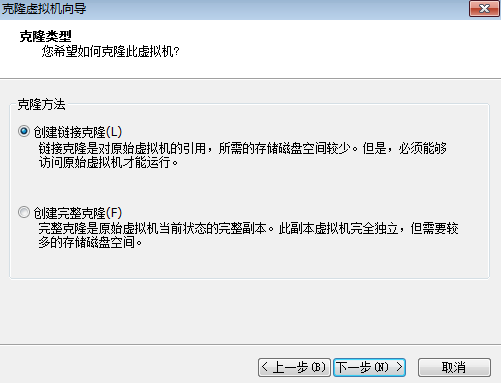 克隆虚拟机向导
克隆类型
您希望如何克隆此虚拟机?
克隆方法
创建链接克隆(L)
链接克隆是对原始虚拟机的引用，所需的存储磁盘空间较少。但是，必须能够
访问原始虚拟机才能运行。
创建完整克隆(F)
完整克隆是原始虚拟机当前状态的完整副本。此副本虚拟机完全独立，但需要较
多的存储磁盘空间。
< 上一步(B) 下一步(N) > 取消